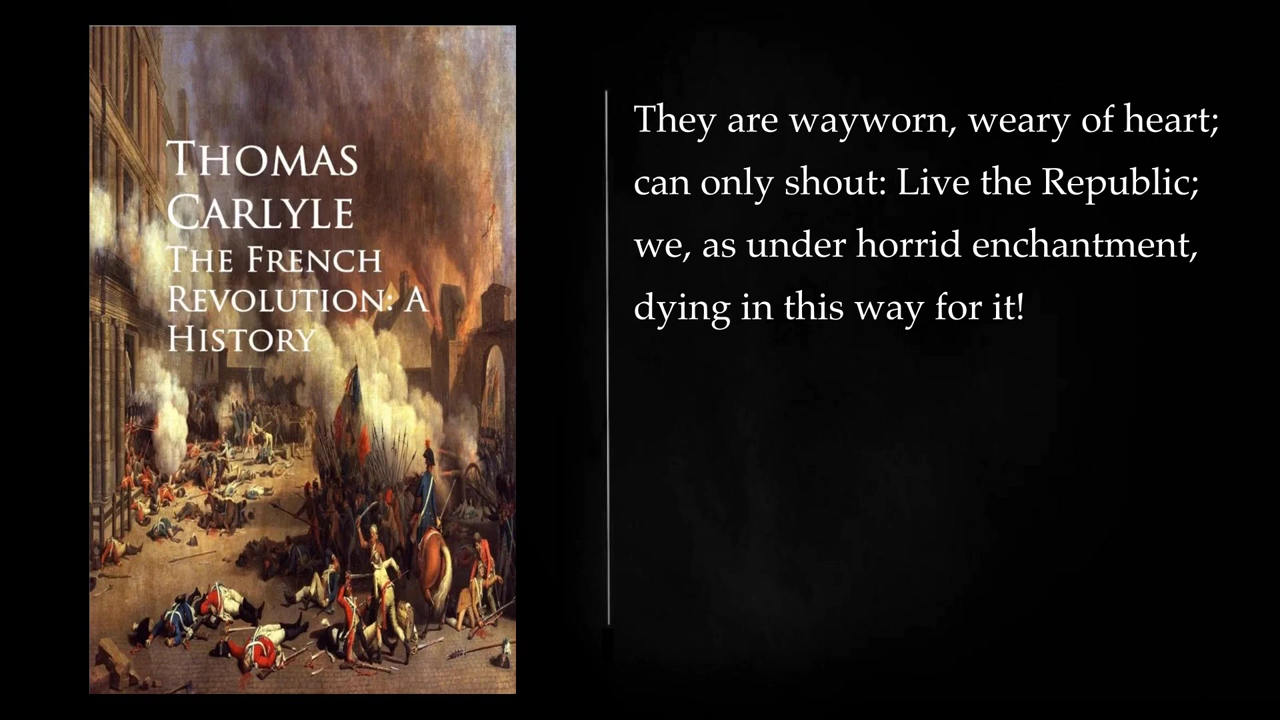 THOMAS
CARLYLE
THE FRENCH
REVOLUTION: A
HISTORY
They are wayworn, weary of heart;
can only shout: Live the Republic;
we, as under horrid enchantment,
dying in this way for it!